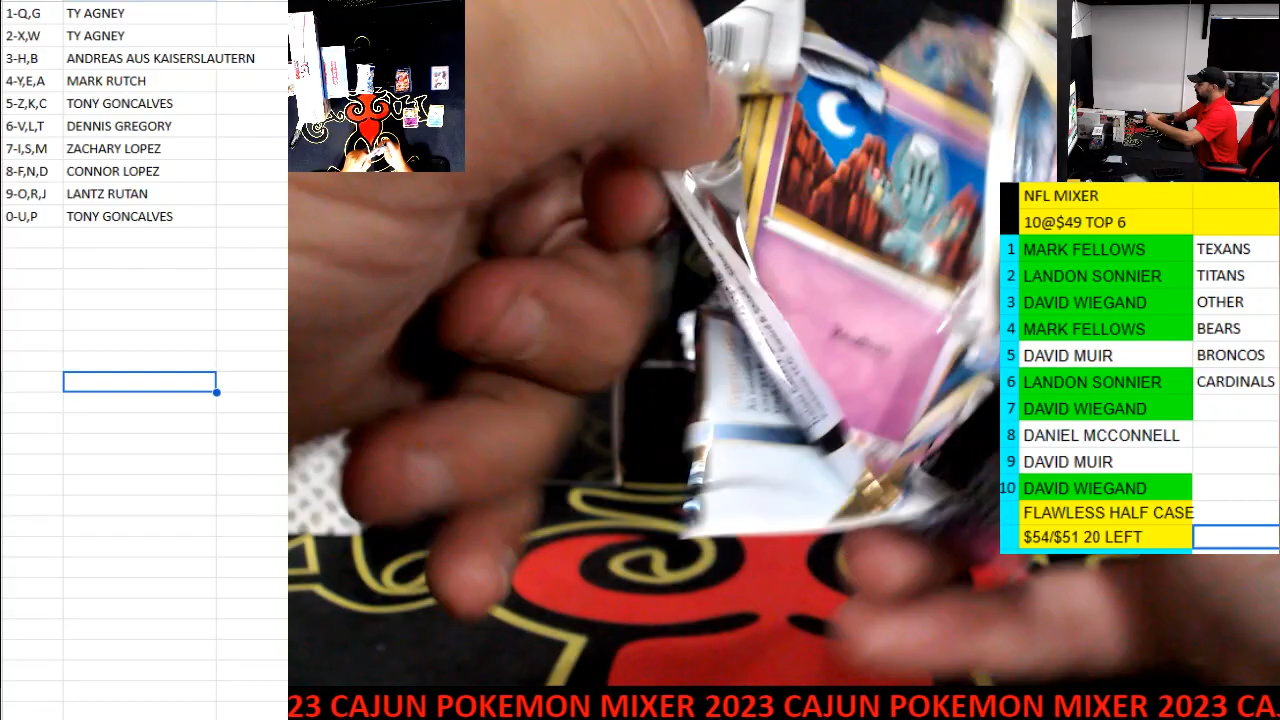 1-Q,G TY AGNEY
2-X,W TY AGNEY
3-H,B ANDREAS AUS KAISERSLAUTERN
4-Y,E,A MARK RUTCH
5-Z,K,C TONY GONCALVES
6-V,L,T DENNIS GREGORY
7-I,S,M ZACHARY LOPEZ
8-F,N,D CONNOR LOPEZ
9-O,R,J LANTZ RUTAN
0-U,P TONY GONCALVES
NFL MIXER
10@$49 TOP 6
1 MARK FELLOWS TEXANS
2 LANDON SONNIER TITANS
3 DAVID WIEGAND OTHER
4 MARK FELLOWS BEARS
5 DAVID MUIR BRONCOS
6 LANDON SONNIER CARDINALS
7 DAVID WIEGAND
8 DANIEL MCCONNELL
9 DAVID MUIR
10 DAVID WIEGAND
FLAWLESS HALF CASE
$54/$51 20 LEFT
23 CAJUN POKEMON MIXER 2023 CAJUN POKEMON MIXER 2023 CA